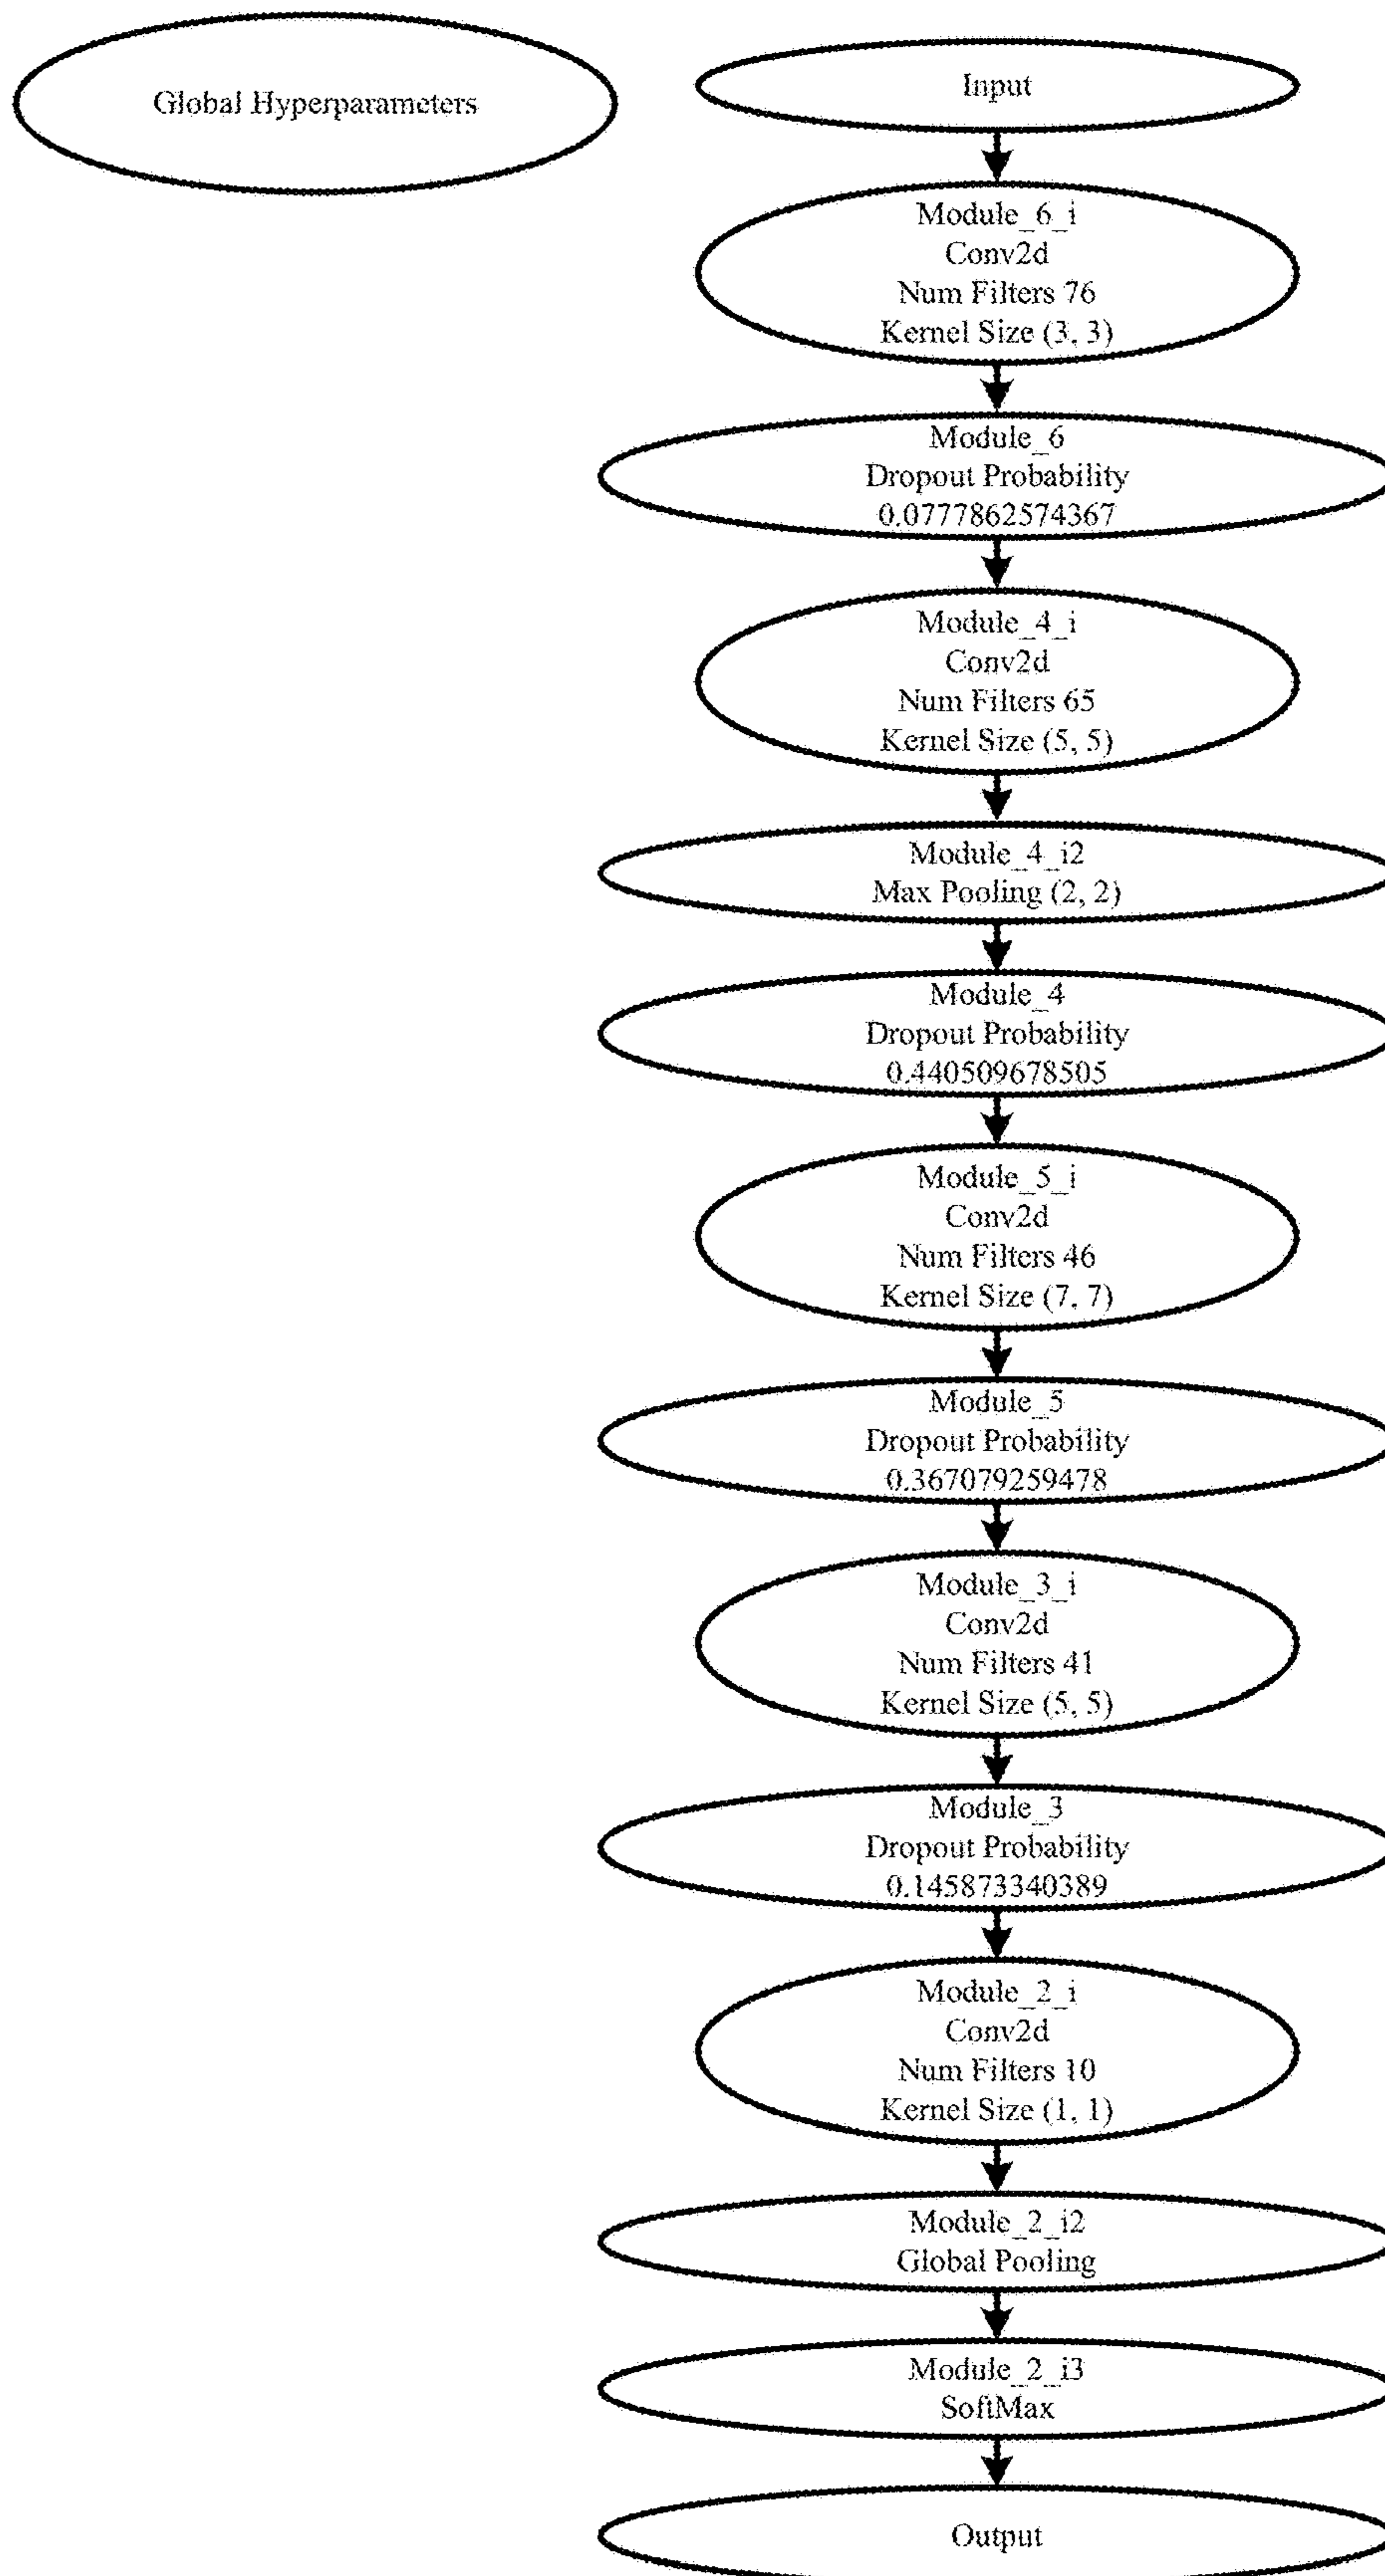 Global Hyperparameters
Input
Module_6_i
Conv2d
Num Filters 76
Kernel Size (3, 3)
Module_6
Dropout Probability
0.0777862574367
Module_4_i
Conv2d
Num Filters 65
Kernel Size (5, 5)
Module_4_i2
Max Pooling (2, 2)
Module_4
Dropout Probability
0.440509678505
Module_5_i
Conv2d
Num Filters 46
Kernel Size (7, 7)
Module_5
Dropout Probability
0.367079259478
Module_3_i
Conv2d
Num Filters 41
Kernel Size (5, 5)
Module_3
Dropout Probability
0.145873340389
Module_2_i
Conv2d
Num Filters 10
Kernel Size (1, 1)
Module_2_i2
Global Pooling
Module_2_i3
SoftMax
Output